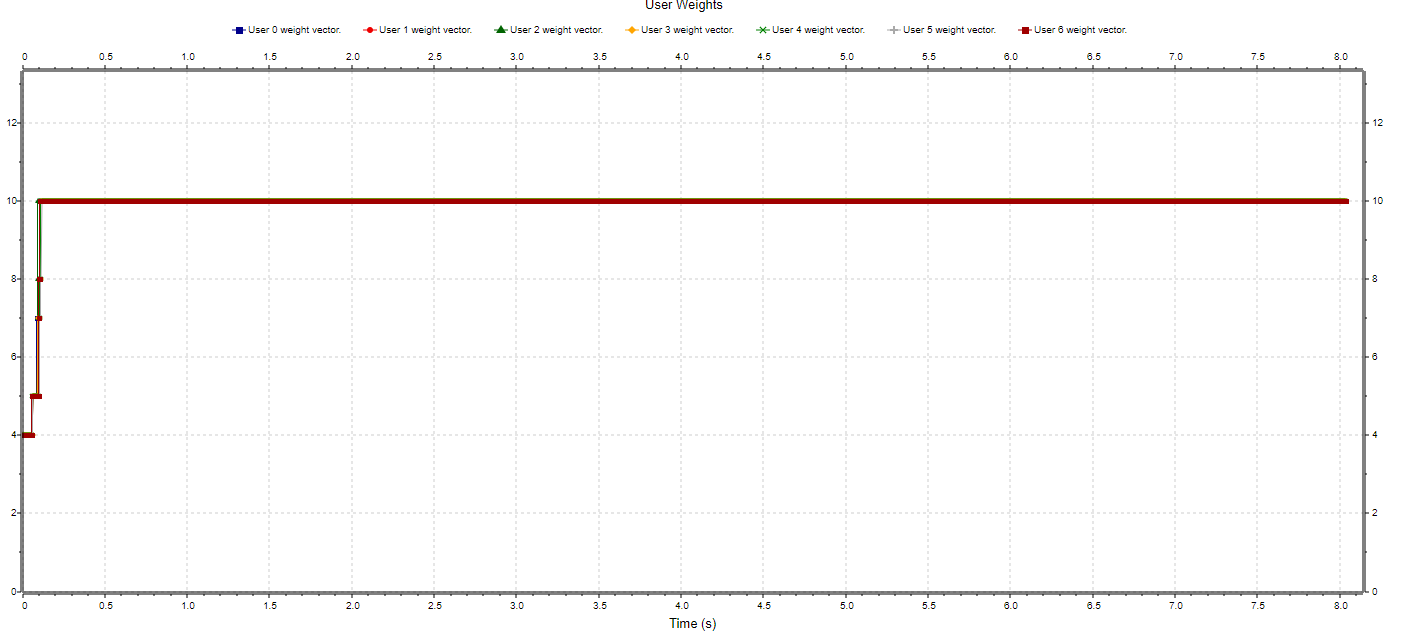 User Weights
User 0 weight vector. User 1 weight vector. User 2 weight vector. User 3 weight vector. User 4 weight vector. User 5 weight vector. User 6 weight vector.
0 0.5 1.0 1.5 2.0 2.5 3.0 3.5 4.0 4.5 5.0 5.5 6.0 6.5 7.0 7.5 8.0
12 12
10 10
8 8
6 6
4 4
2 2
0 0
0 0.5 1.0 1.5 2.0 2.5 3.0 3.5 4.0 4.5 5.0 5.5 6.0 6.5 7.0 7.5 8.0
Time (s)